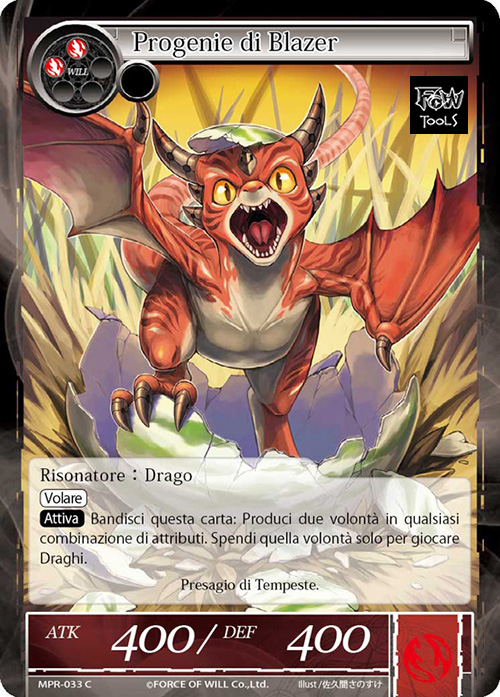 Progenie di Blazer
WILL
FOW
TOOLS
Risonatore : Drago
Volare
Attiva Bandisci questa carta: Produci due volontà in qualsiasi
combinazione di attributi. Spendi quella volontà solo per giocare
Draghi.
Presagio di Tempeste.
ATK 400 / DEF 400
MPR-033 C ©FORCE OF WILL Co.,Ltd. Illust/佐久間さのすけ